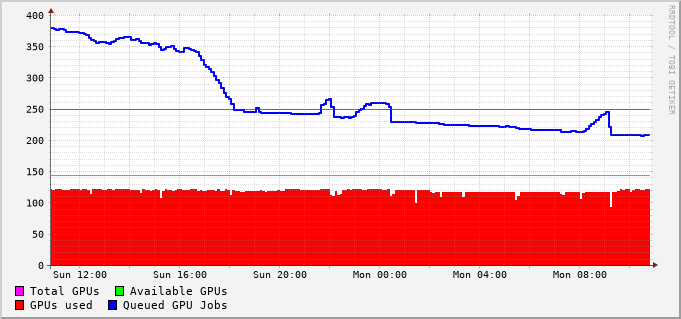 400
350
300
250
200
150
100
50
0
Sun 12:00 Sun 16:00 Sun 20:00 Mon 00:00 Mon 04:00 Mon 08:00
Total GPUs Available GPUs
GPUs used Queued GPU Jobs
RRDTOOL / TOBI OETIKER